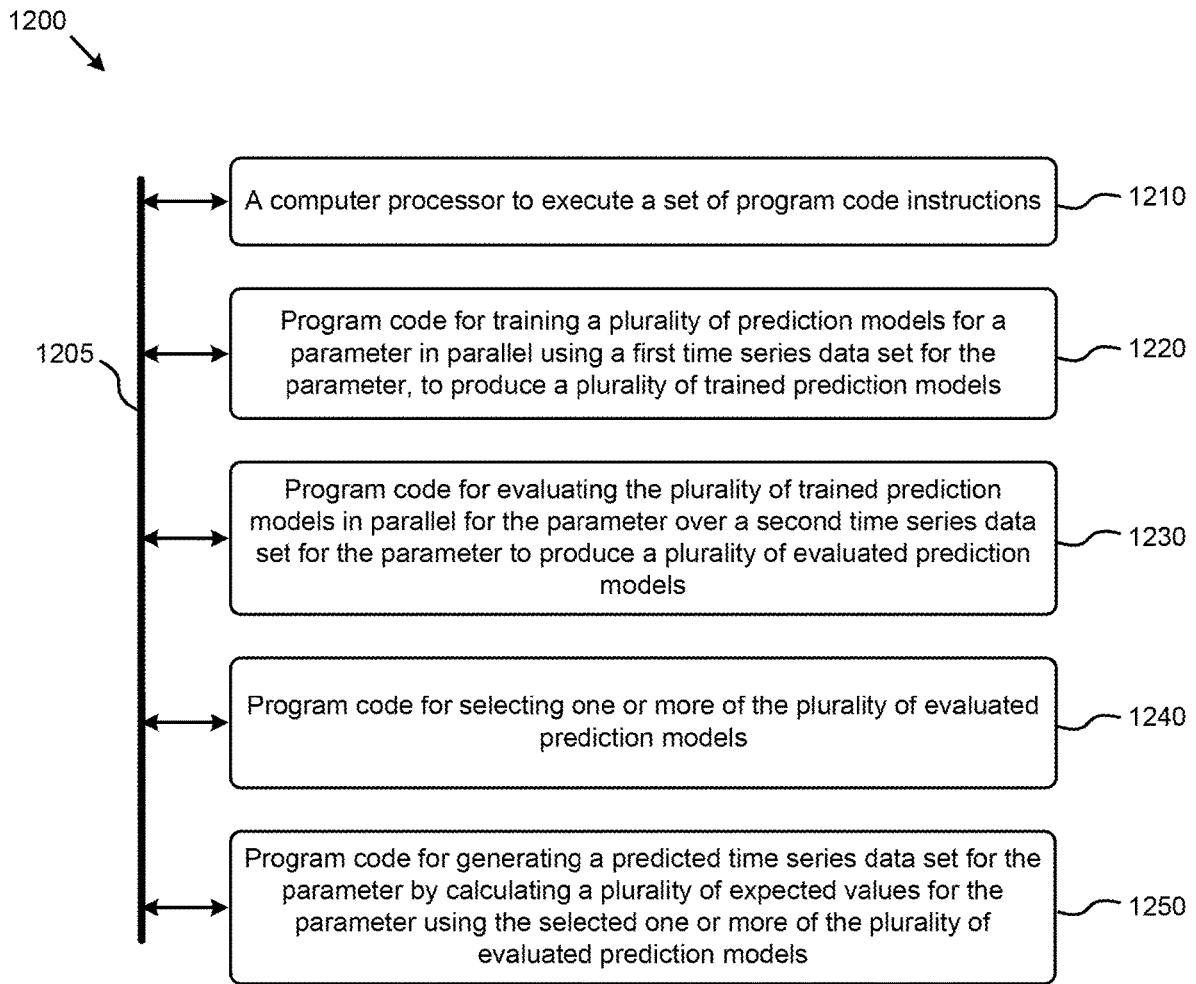 1200
A computer processor to execute a set of program code instructions
1210
Program code for training a plurality of prediction models for a
parameter in parallel using a first time series data set for the
parameter, to produce a plurality of trained prediction models
1220
1205
Program code for evaluating the plurality of trained prediction
models in parallel for the parameter over a second time series data
set for the parameter to produce a plurality of evaluated prediction
models
1230
Program code for selecting one or more of the plurality of evaluated
prediction models
1240
Program code for generating a predicted time series data set for the
parameter by calculating a plurality of expected values for the
parameter using the selected one or more of the plurality of
evaluated prediction models
1250